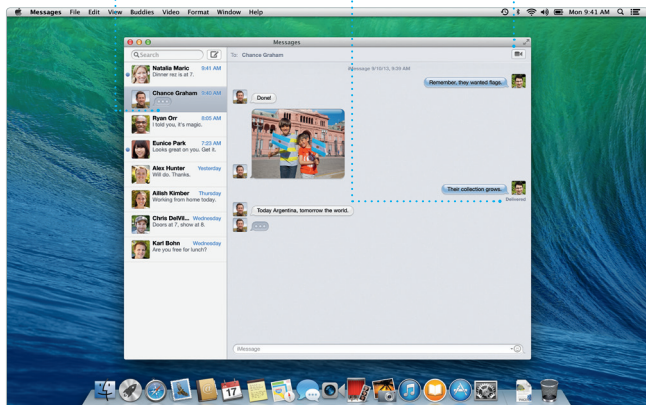 Messages File Edit View Buddies Video Format Window Help
Mon 9:41 AM
Messages
Search
To: Chance Graham
iMessage 9/10/13, 9:39 AM
Natalia Maric 9:41 AM
Dinner rez is at 7.
Chance Graham 9:40 AM
Ryan Orr 8:05 AM
I told you, it's magic.
Eunice Park 7:23 AM
Looks great on you. Get it.
Alex Hunter Yesterday
Will do. Thanks.
Ailish Kimber Thursday
Working from home today.
Chris DelVil... Wednesday
Doors at 7, show at 8.
Karl Bohn Wednesday
Are you free for lunch?
Remember, they wanted flags.
Done!
Their collection grows.
Delivered
Today Argentina, tomorrow the world.
iMessage
17